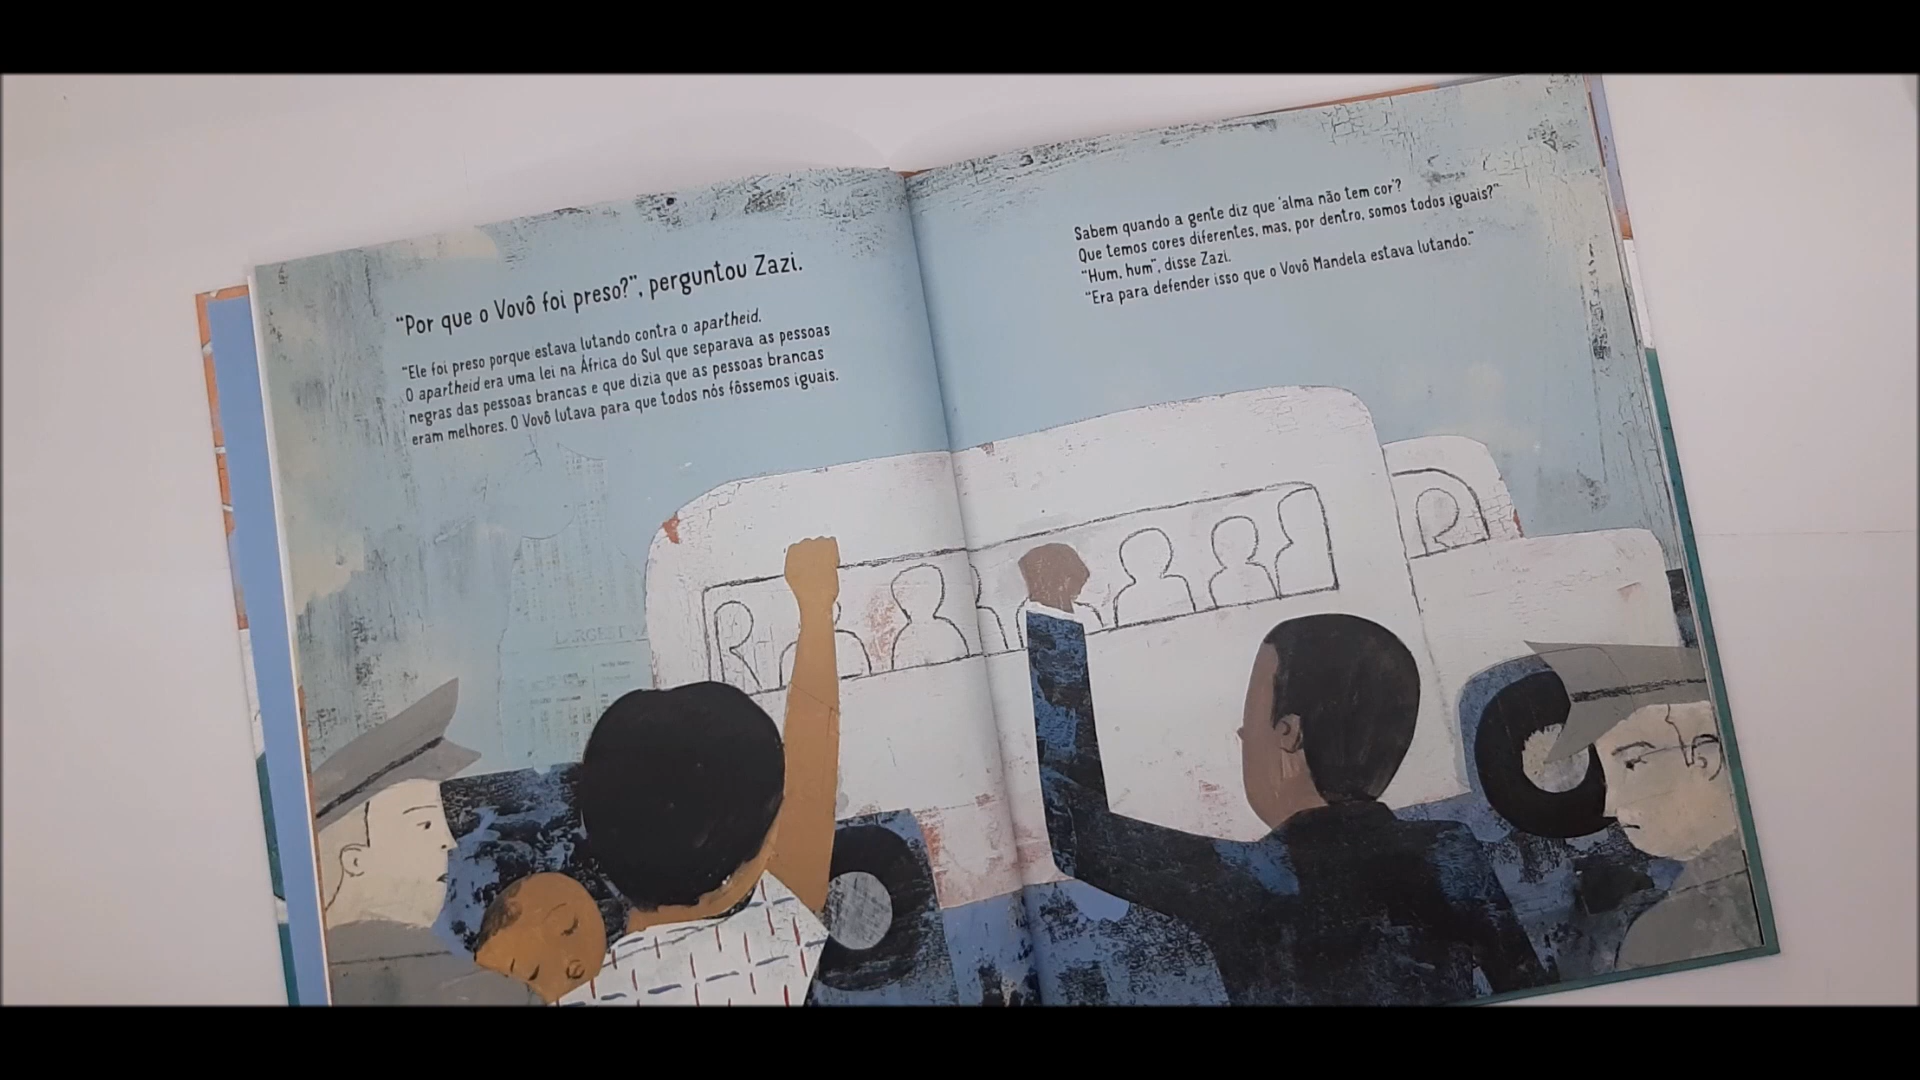 “Por que o Vovô foi preso?”, perguntou Zazi.
“Ele foi preso porque estava lutando contra o apartheid.
O apartheid era uma lei na África do Sul que separava as pessoas
negras das pessoas brancas e que dizia que as pessoas brancas
eram melhores. O Vovô lutava para que todos nós fôssemos iguais.
Sabem quando a gente diz que ‘alma não tem cor’?
Que temos cores diferentes, mas, por dentro, somos todos iguais?”
“Hum, hum”, disse Zazi.
“Era para defender isso que o Vovô Mandela estava lutando.”
LARGEST